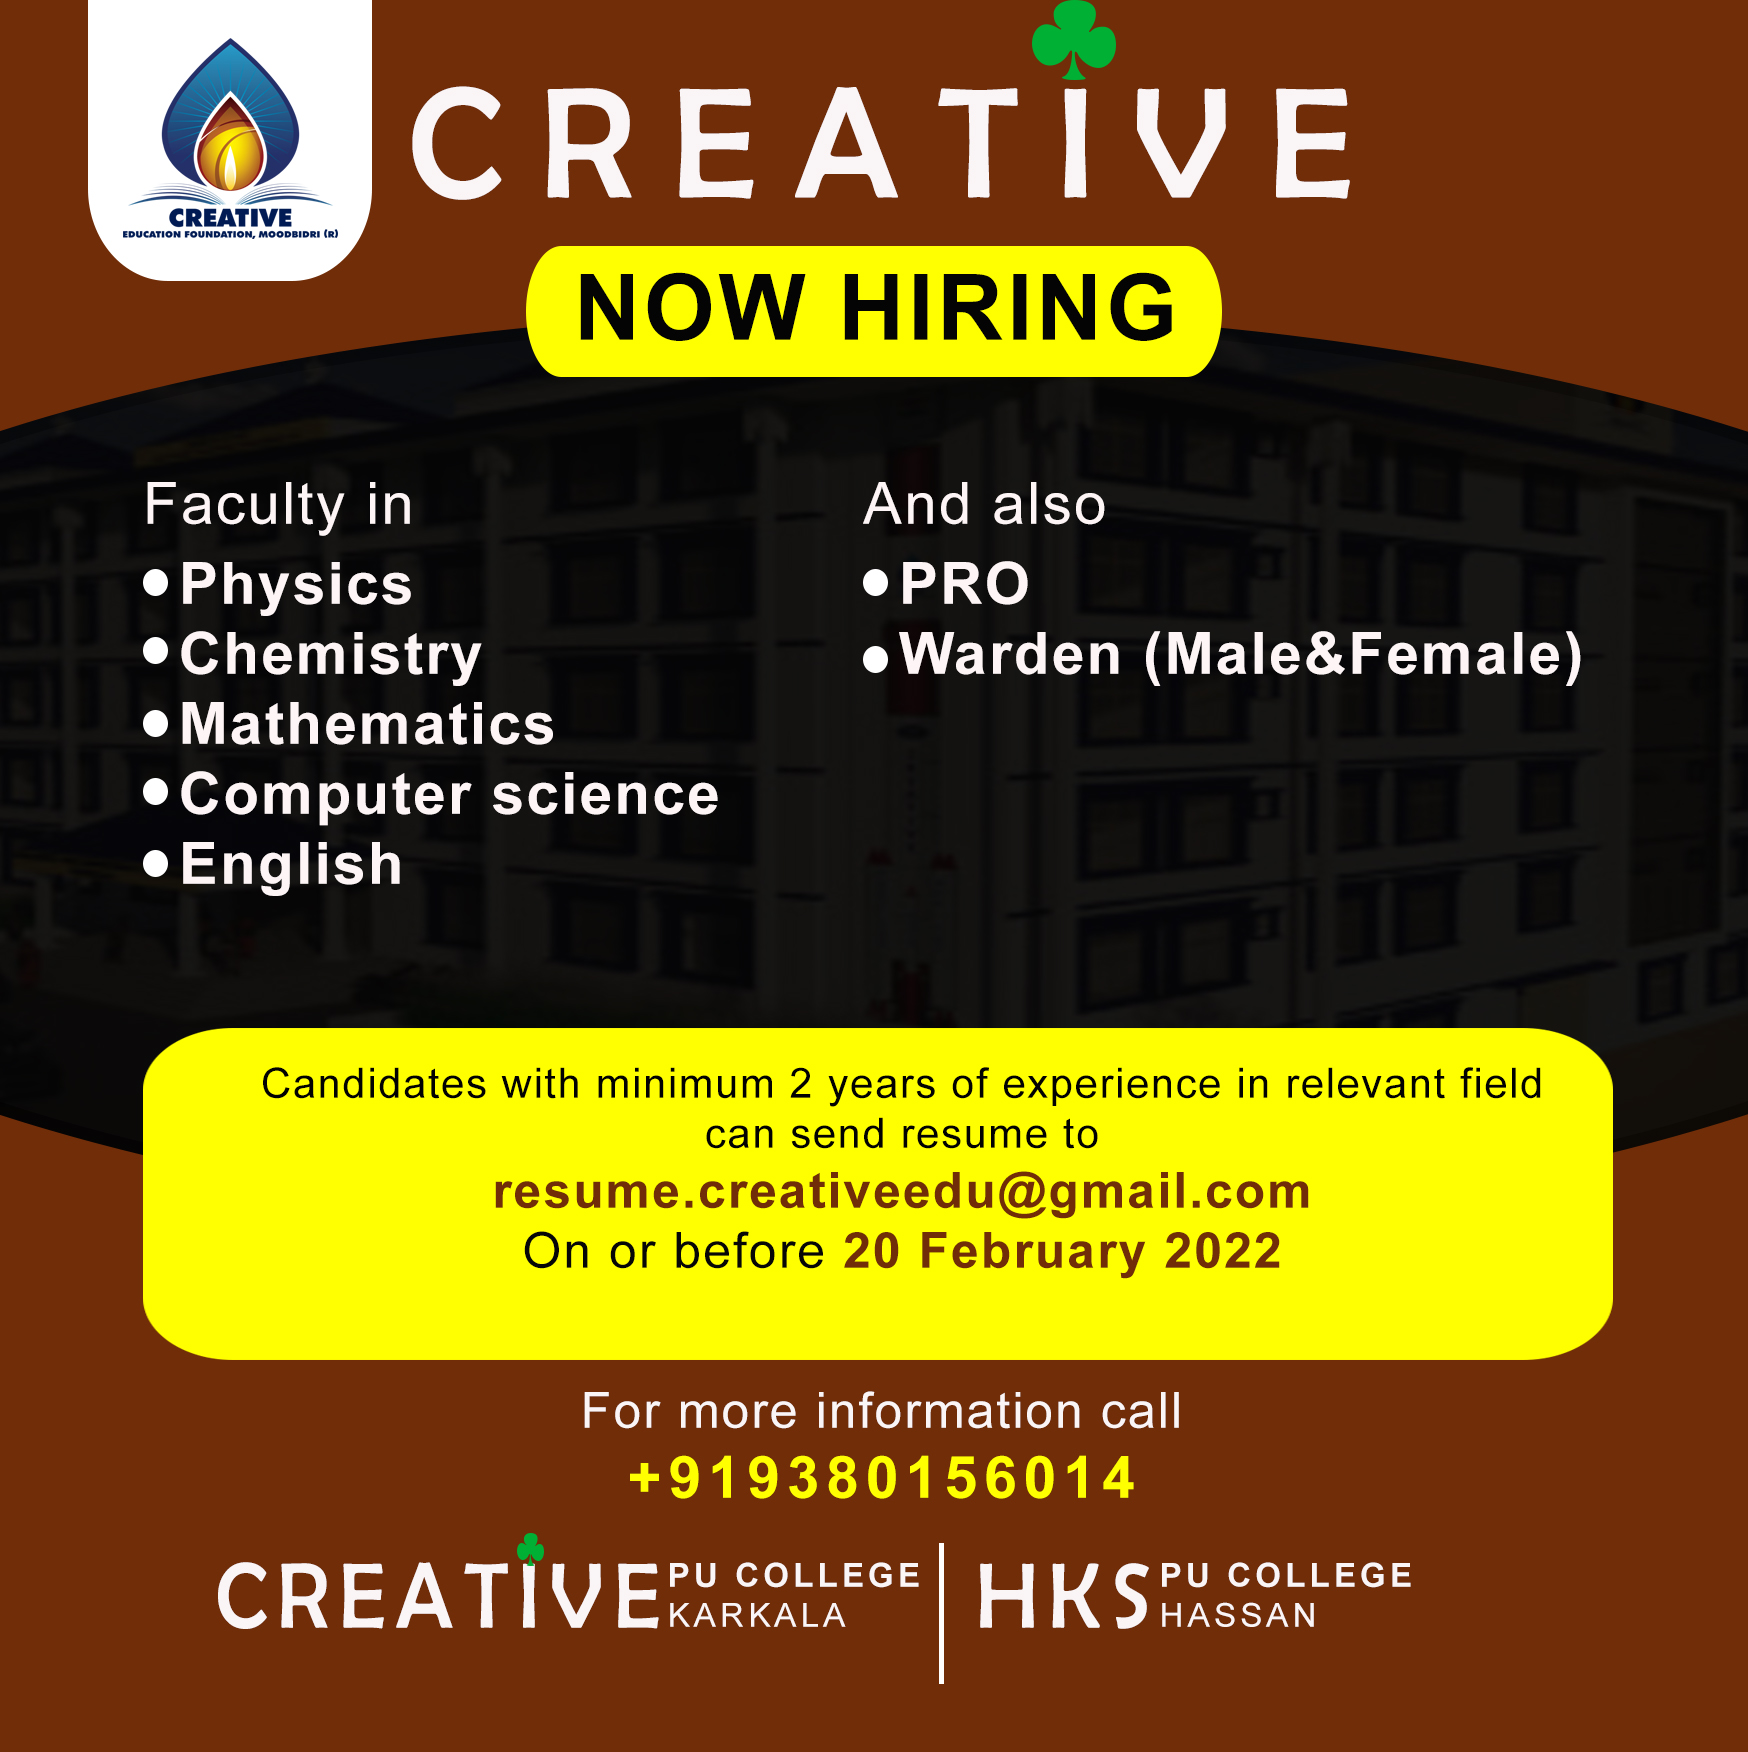 CREATIVE
EDUCATION FOUNDATION, MOODBIDRI (R)
CREATIVE
NOW HIRING
Faculty in
•Physics
•Chemistry
•Mathematics
•Computer science
•English
And also
•PRO
•Warden (Male&Female)
Candidates with minimum 2 years of experience in relevant field
can send resume to
resume.creativeedu@gmail.com
On or before 20 February 2022
For more information call
+919380156014
CREATIVE PU COLLEGE
KARKALA
HKS PU COLLEGE
HASSAN